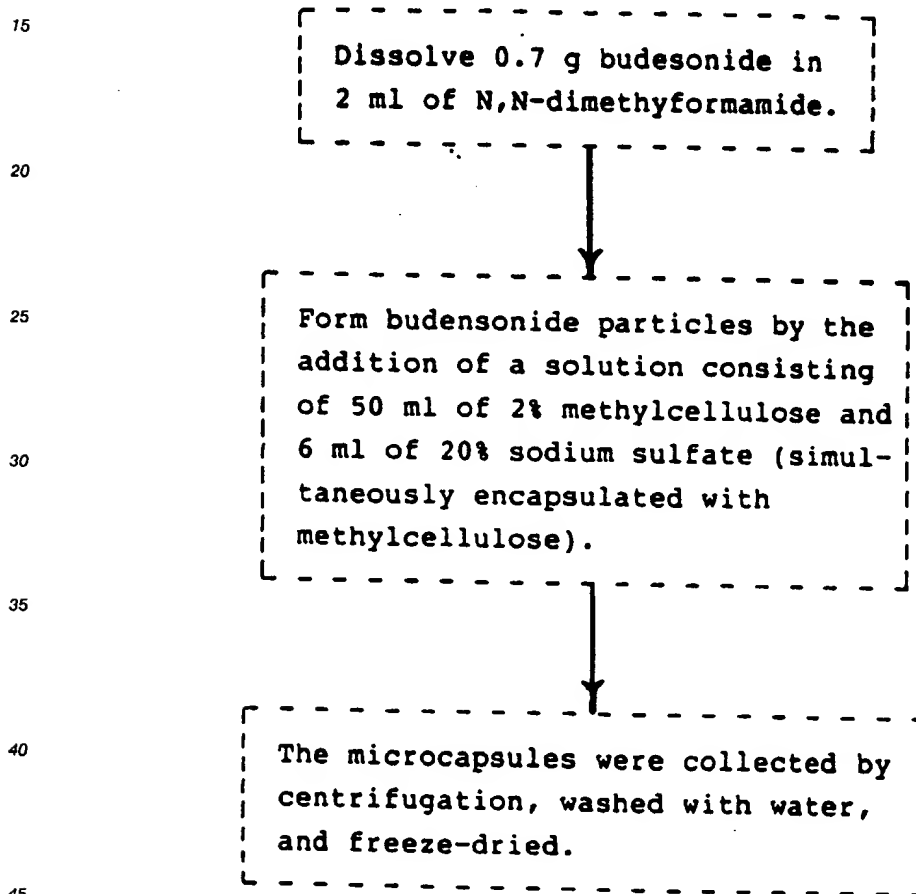 15
Dissolve 0.7 g budesonide in
2 ml of N,N-dimethyformamide.
20
25
Form budensonide particles by the
addition of a solution consisting
of 50 ml of 2% methylcellulose and
30
6 ml of 20% sodium sulfate (simul-
taneously encapsulated with
methylcellulose).
35
40
The microcapsules were collected by
centrifugation, washed with water,
and freeze-dried.
45